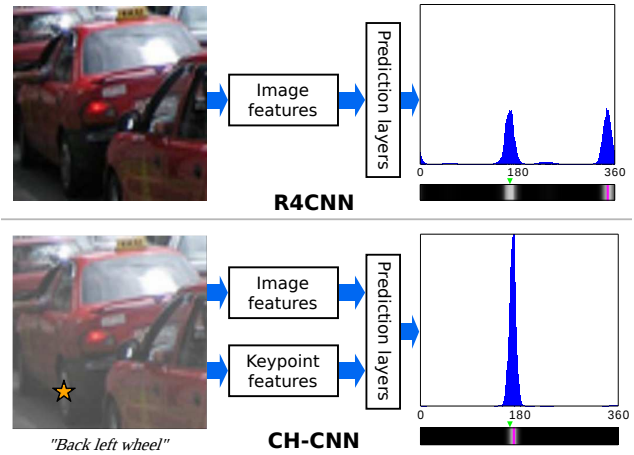 Image
features
Prediction layers
0 180 360
R4CNN
Image
features
Keypoint
features
Prediction layers
0 180 360
"Back left wheel"
CH-CNN